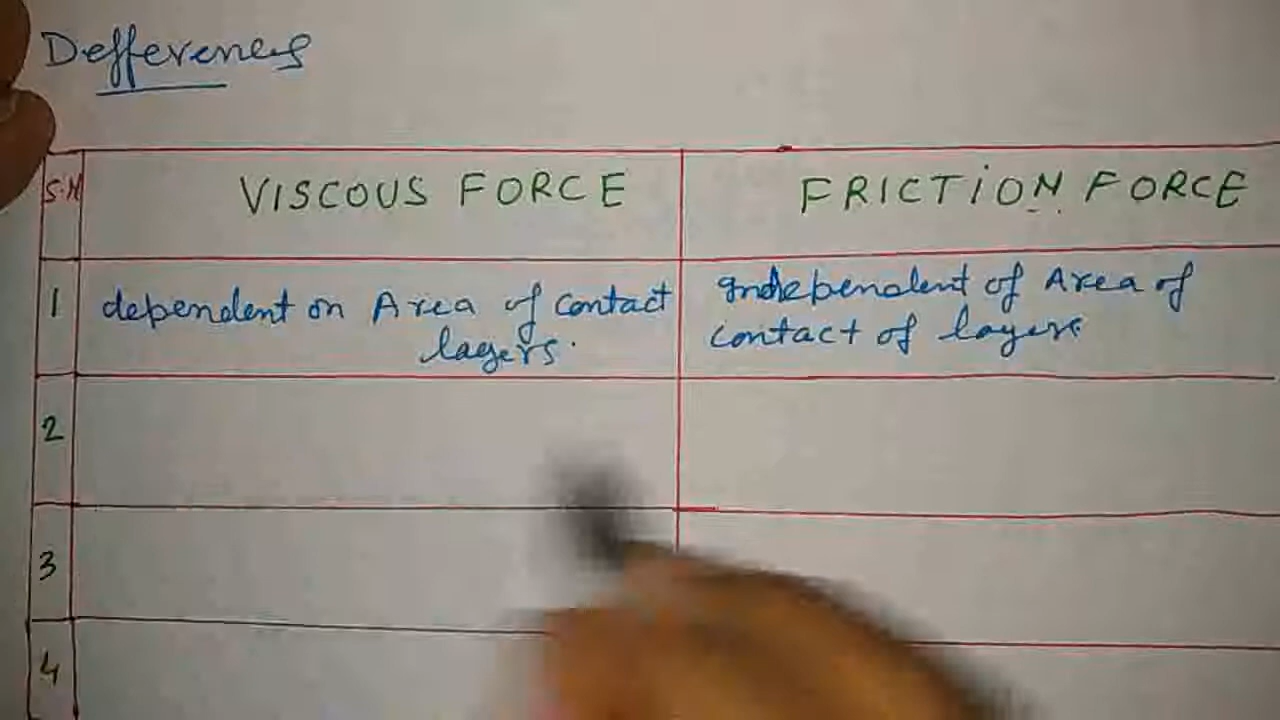 Defferences
S.N VISCOUS FORCE FRICTION FORCE
1 dependent on Area of contact layers. Independent of Area of contact of layers
2
3
4